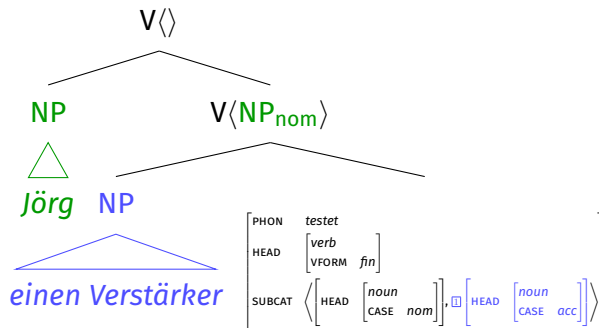 V⟨⟩
NP V⟨NP_nom⟩
Jörg NP
einen Verstärker
PHON testet
HEAD [verb
VFORM fin]
SUBCAT ⟨[HEAD [noun
CASE nom]], 1 [HEAD [noun
CASE acc]]⟩